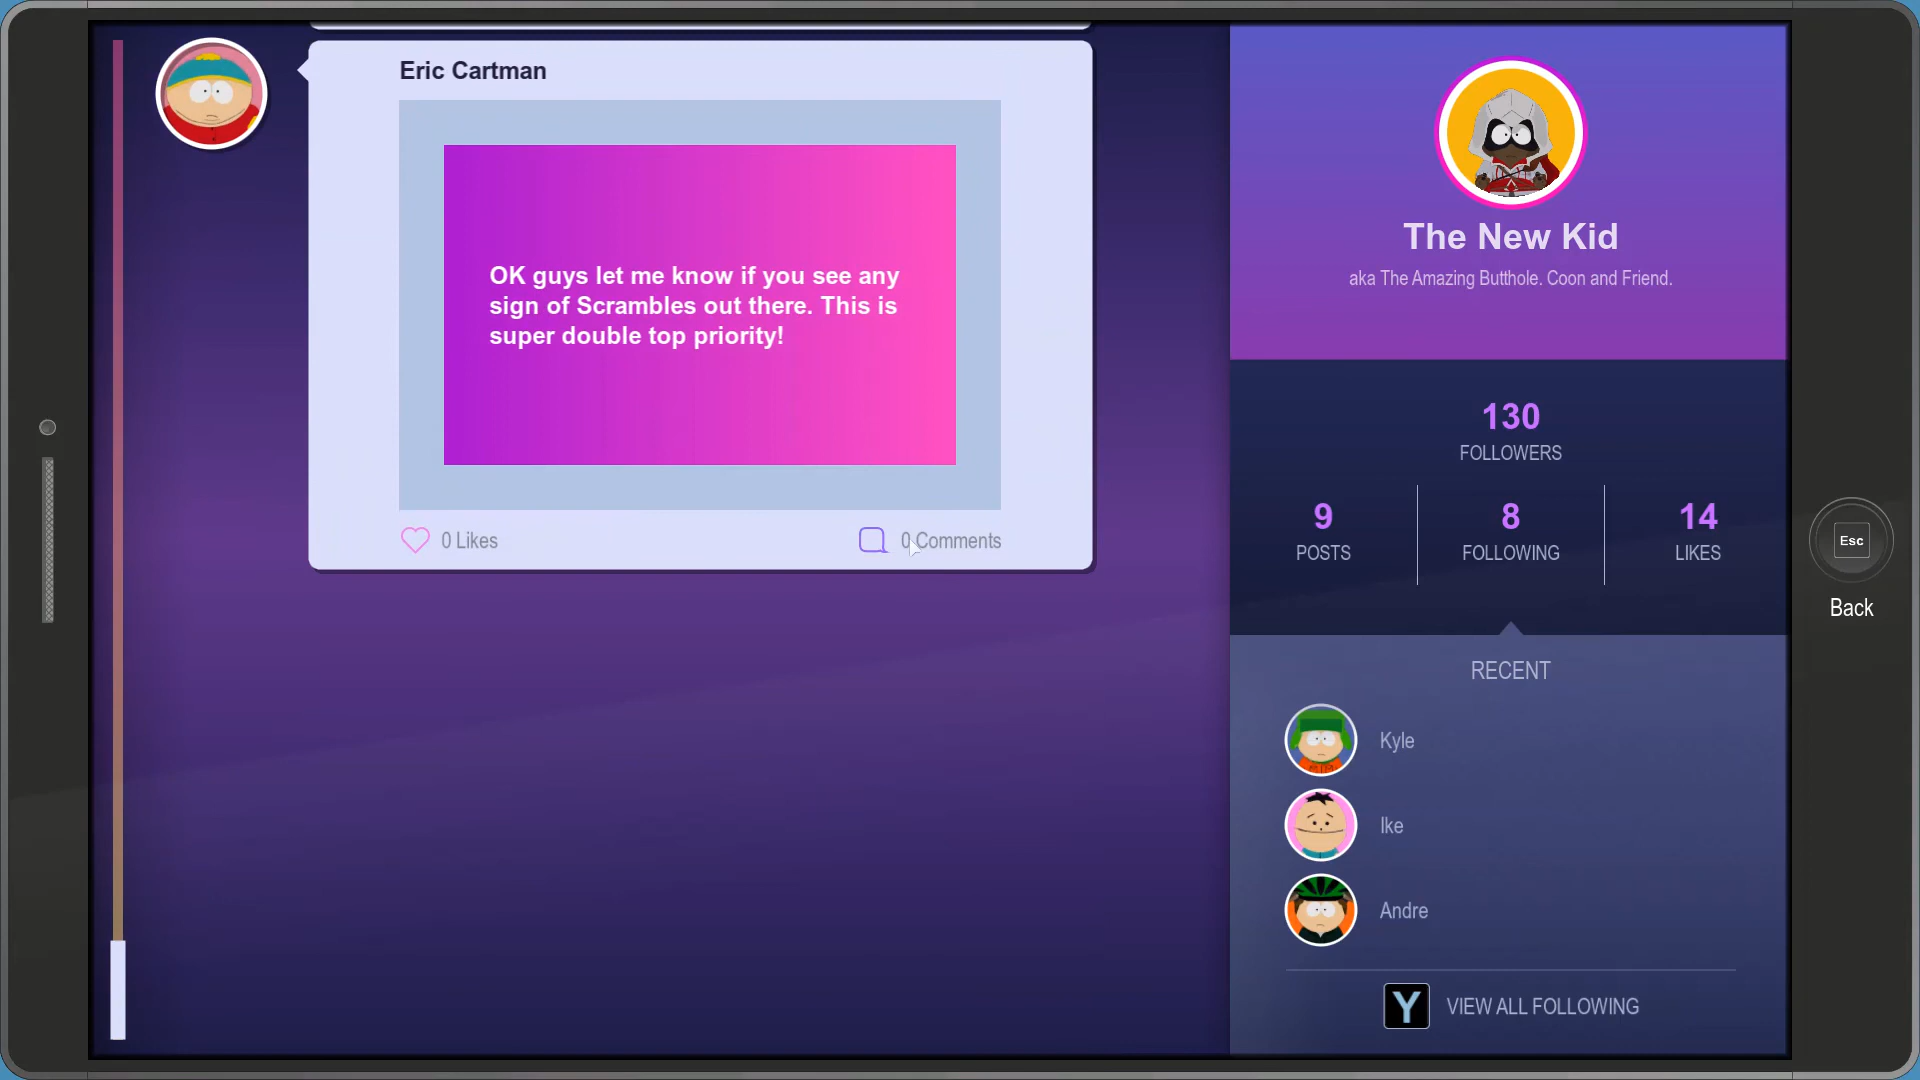 Eric Cartman
OK guys let me know if you see any
sign of Scrambles out there. This is
super double top priority!
0 Likes
0 Comments
The New Kid
aka The Amazing Butthole. Coon and Friend.
130
FOLLOWERS
9
POSTS
8
FOLLOWING
14
LIKES
RECENT
Kyle
Ike
Andre
Y VIEW ALL FOLLOWING
Esc
Back